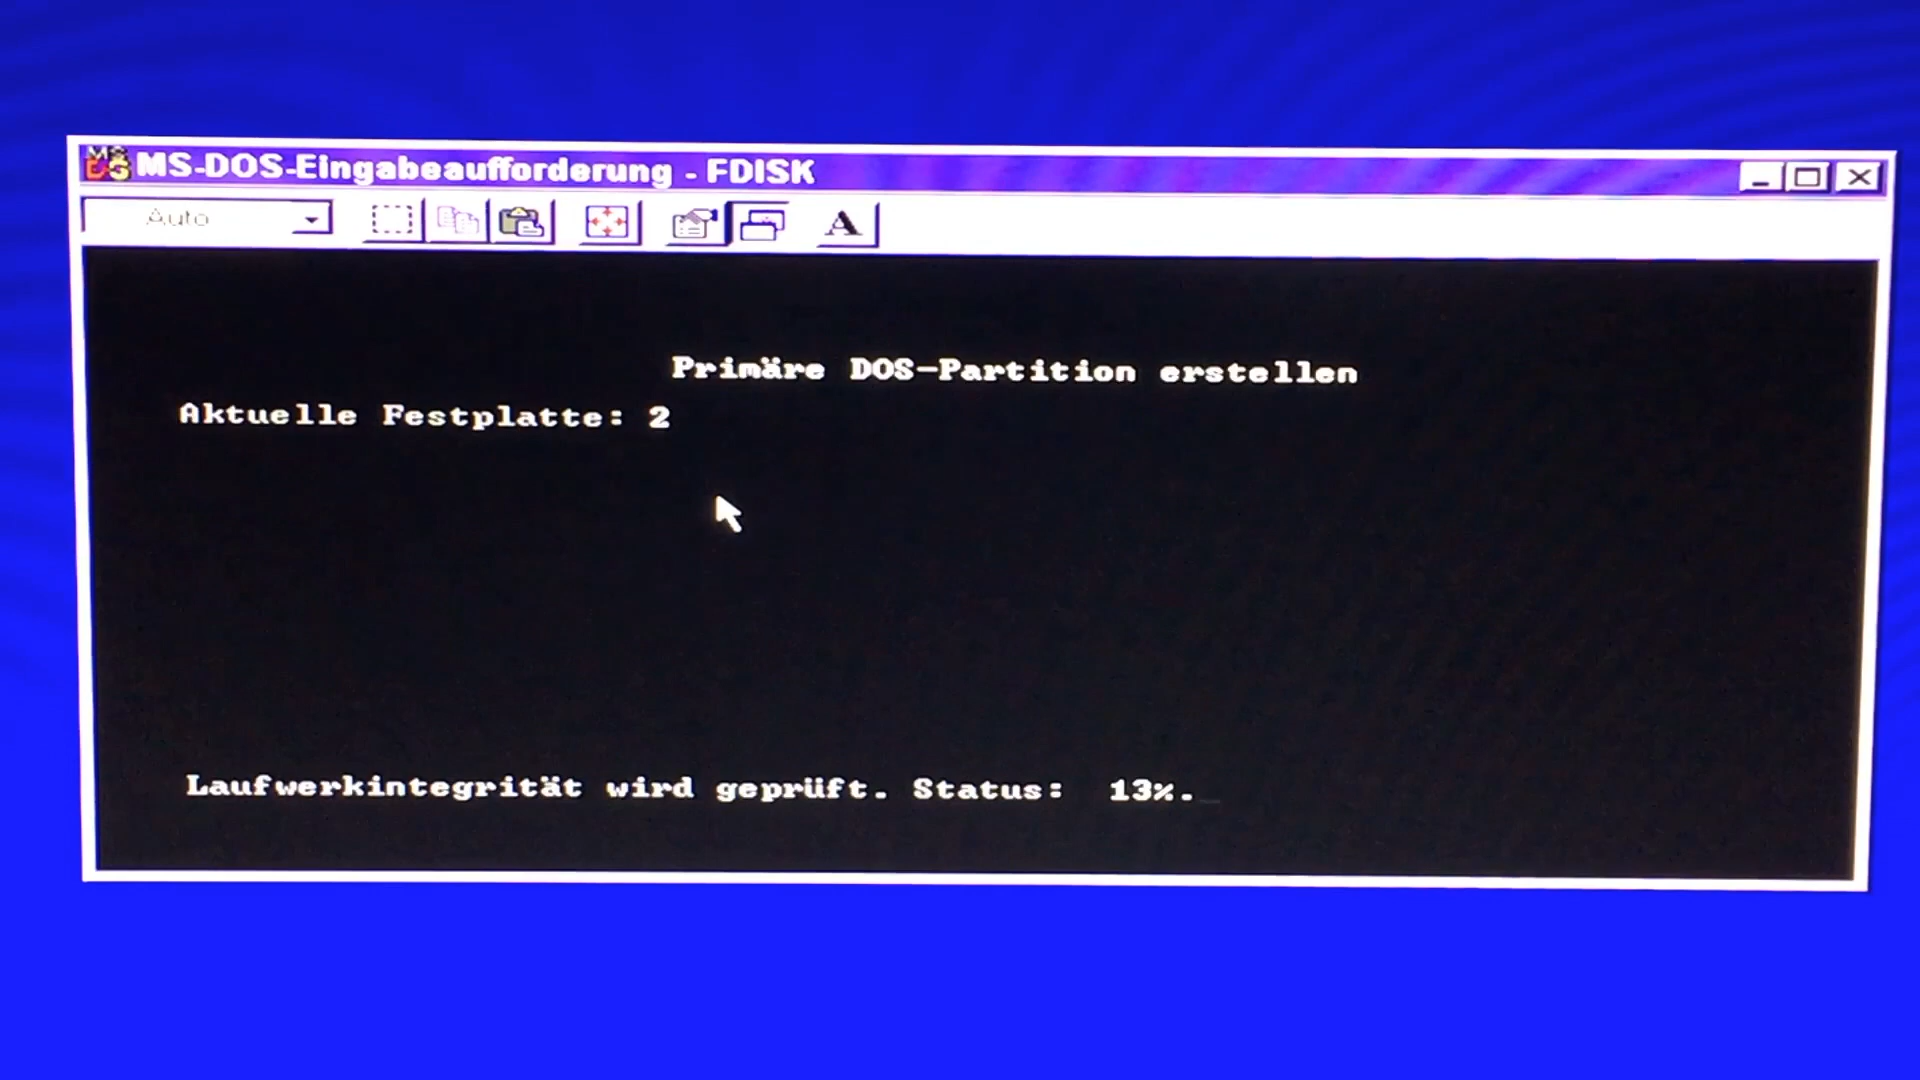 MS-DOS-Eingabeaufforderung - FDISK
Auto
A
Primäre DOS-Partition erstellen
Aktuelle Festplatte: 2
Laufwerkintegrität wird geprüft. Status: 13%.